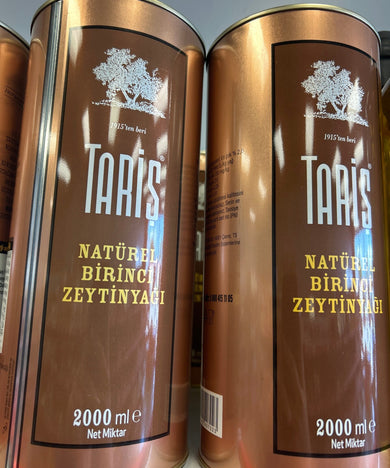 1915'ten beri
TARİŞ
NATÜREL
BİRİNCİ
ZEYTİNYAĞI
2000 ml e
Net Miktar
1915'ten beri
TARİŞ
NATÜREL
BİRİNCİ
ZEYTİNYAĞI
2000 ml e
Net Miktar